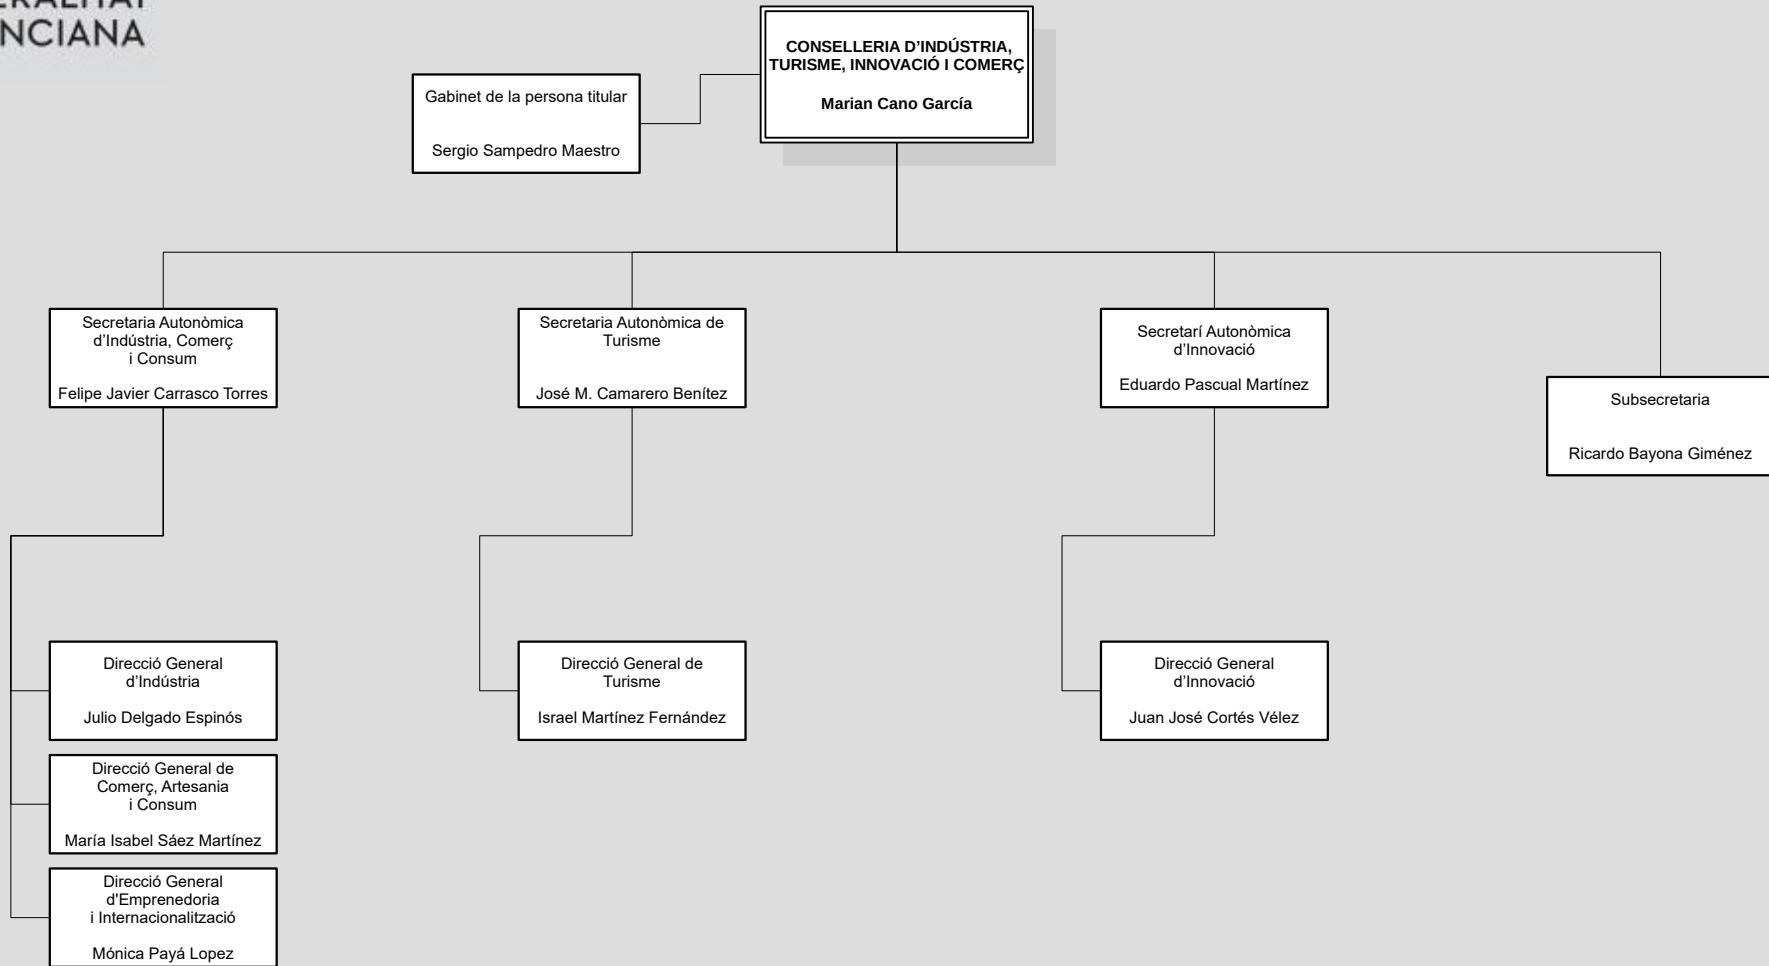 NCIANA
CONSELLERIA D'INDÚSTRIA,
TURISME, INNOVACIÓ I COMERÇ
Marian Cano García
Gabinet de la persona titular
Sergio Sampedro Maestro
Secretaria Autonòmica
d'Indústria, Comerç
i Consum
Felipe Javier Carrasco Torres
Secretaria Autonòmica de
Turisme
José M. Camarero Benítez
Secretarí Autonòmica
d'Innovació
Eduardo Pascual Martínez
Subsecretaria
Ricardo Bayona Giménez
Direcció General
d'Indústria
Julio Delgado Espinós
Direcció General de
Turisme
Israel Martínez Fernández
Direcció General
d'Innovació
Juan José Cortés Vélez
Direcció General de
Comerç, Artesania
i Consum
María Isabel Sáez Martínez
Direcció General
d'Emprenedoria
i Internacionalització
Mónica Payá Lopez